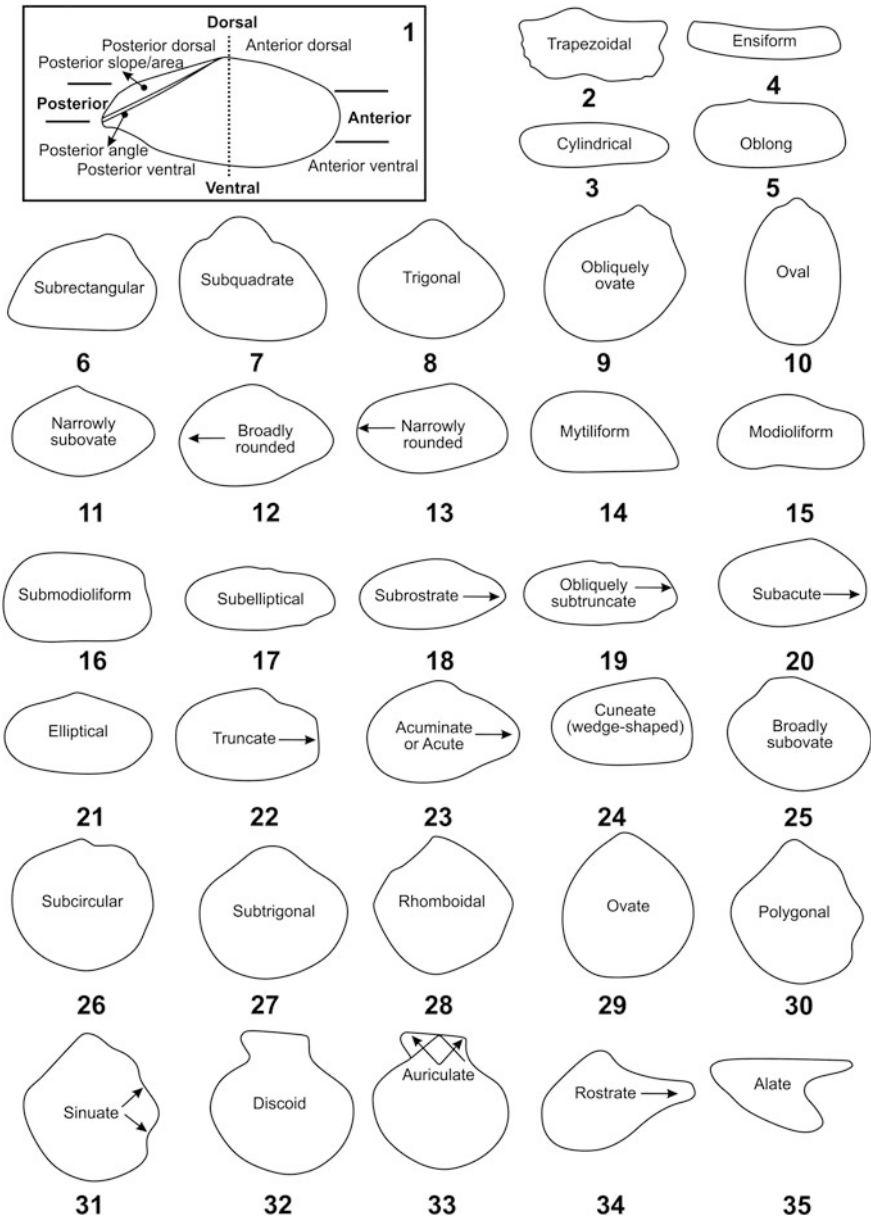 Dorsal
Posterior dorsal
Anterior dorsal
1
Posterior slope/area
Posterior
Anterior
Posterior angle
Posterior ventral
Anterior ventral
Ventral
Trapezoidal
2
Ensiform
4
Cylindrical
3
Oblong
5
Subrectangular
6
Subquadrate
7
Trigonal
8
Obliquely
ovate
9
Oval
10
Narrowly
subovate
11
Broadly
rounded
12
Narrowly
rounded
13
Mytiliform
14
Modioliform
15
Submodioliform
16
Subelliptical
17
Subrostrate
18
Obliquely
subtruncate
19
Subacute
20
Elliptical
21
Truncate
22
Acuminate
or Acute
23
Cuneate
(wedge-shaped)
24
Broadly
subovate
25
Subcircular
26
Subtrigonal
27
Rhomboidal
28
Ovate
29
Polygonal
30
Sinuate
31
Discoid
32
Auriculate
33
Rostrate
34
Alate
35